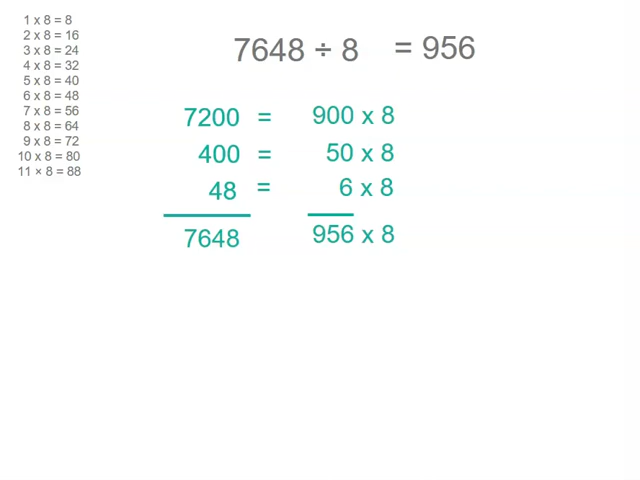 1 x 8 = 8
2 x 8 = 16
3 x 8 = 24
4 x 8 = 32
5 x 8 = 40
6 x 8 = 48
7 x 8 = 56
8 x 8 = 64
9 x 8 = 72
10 x 8 = 80
11 × 8 = 88
7648 ÷ 8 = 956
7200 = 900 x 8
400 = 50 x 8
48 = 6 x 8
7648 956 x 8